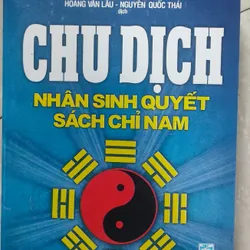 HOÀNG VĂN LÂU - NGUYỄN QUỐC THÁI
dịch
CHU DỊCH
NHÂN SINH QUYẾT
SÁCH CHỈ NAM